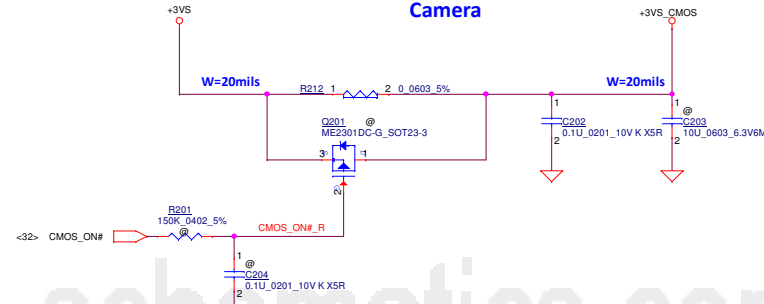 Camera
+3VS
+3VS_CMOS
W=20mils
W=20mils
R212 1 2 0_0603_5%
Q201 @
ME2301DC-G_SOT23-3
3 1
2
1
C202
0.1U_0201_10V K X5R
2
1
@
C203
10U_0603_6.3V6M
2
R201
150K_0402_5%
@
<32> CMOS_ON#
CMOS_ON#_R
1
@
C204
0.1U_0201_10V K X5R
2